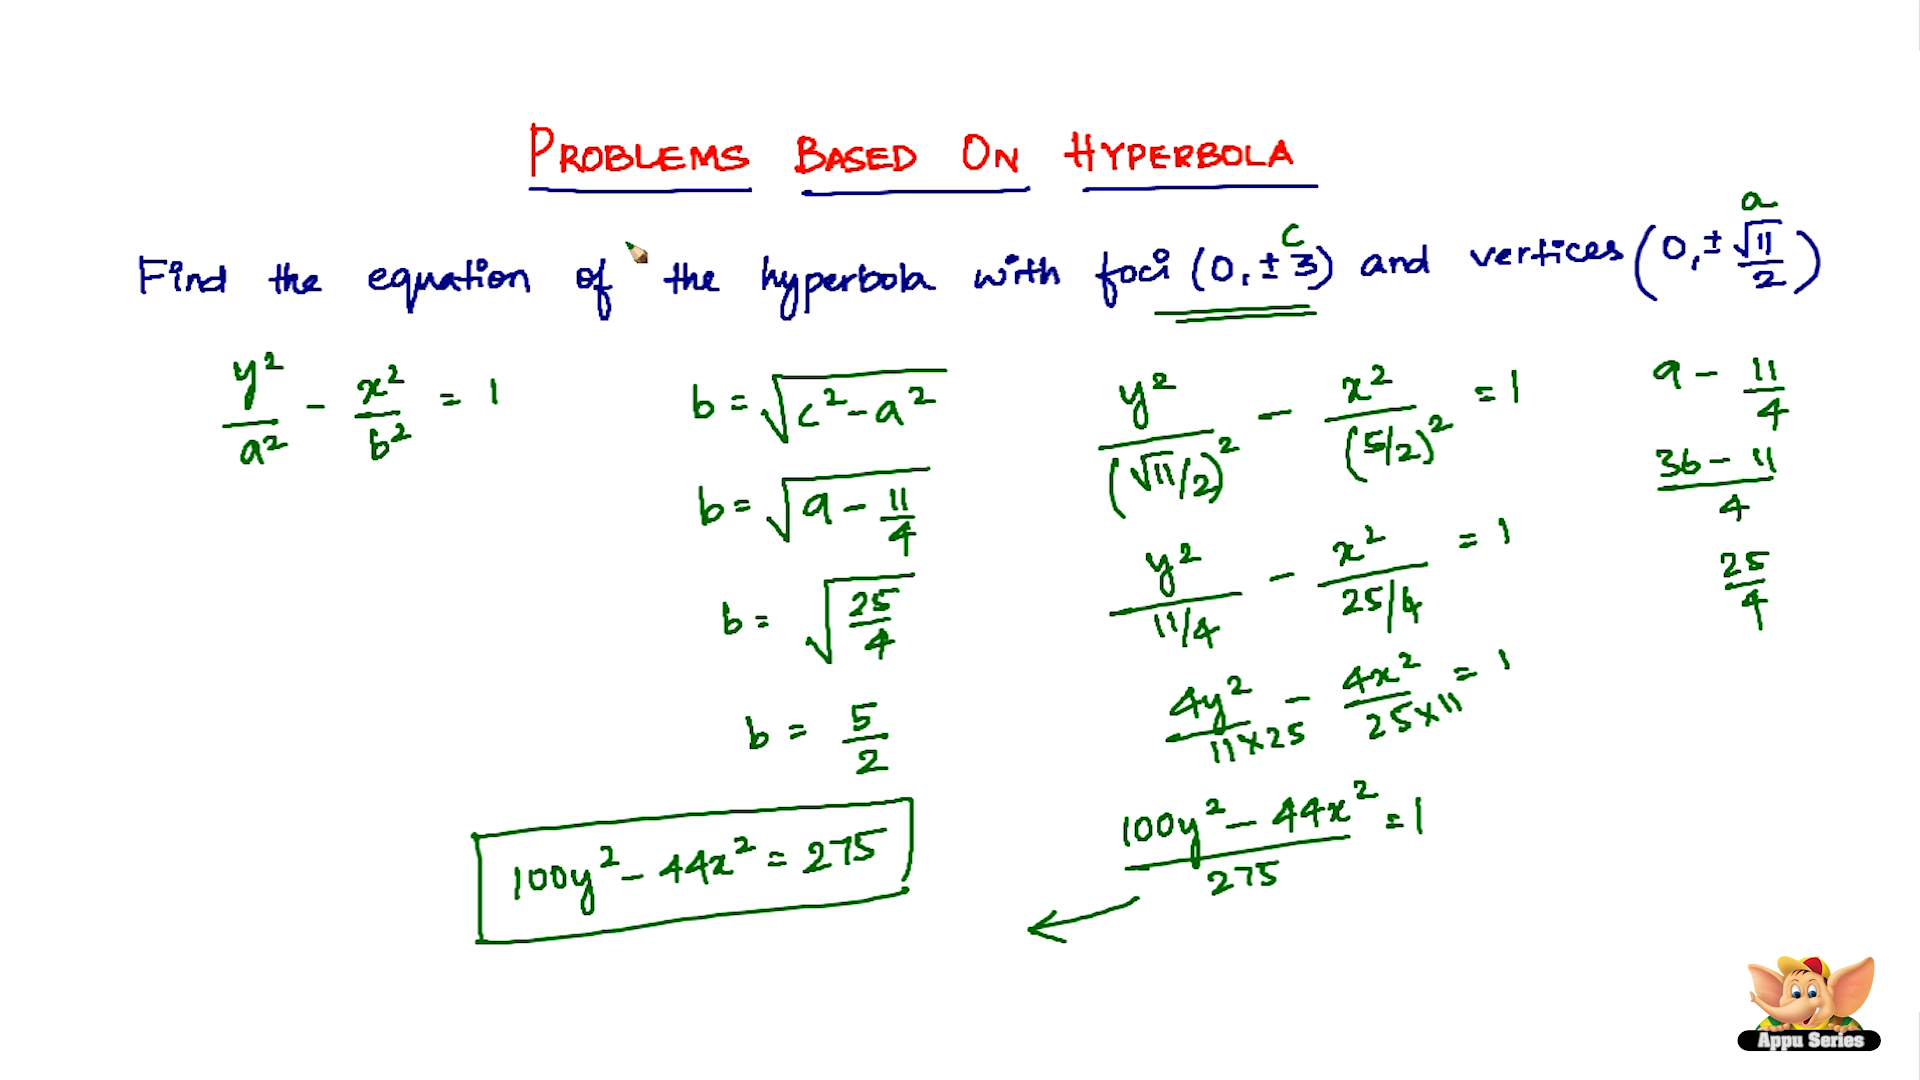 PROBLEMS BASED ON HYPERBOLA
Find the equation of the hyperbola with foci (0, ± 3) and vertices (0, ± √11/2)
c
a
y²/a² - x²/b² = 1
b = √(c² - a²)
b = √(9 - 11/4)
b = √(25/4)
b = 5/2
y²/(√11/2)² - x²/(5/2)² = 1
y²/(11/4) - x²/(25/4) = 1
4y²/11×25 - 4x²/25×11 = 1
(100y² - 44x²)/275 = 1
9 - 11/4
(36 - 11)/4
25/4
100y² - 44x² = 275
Appu Series